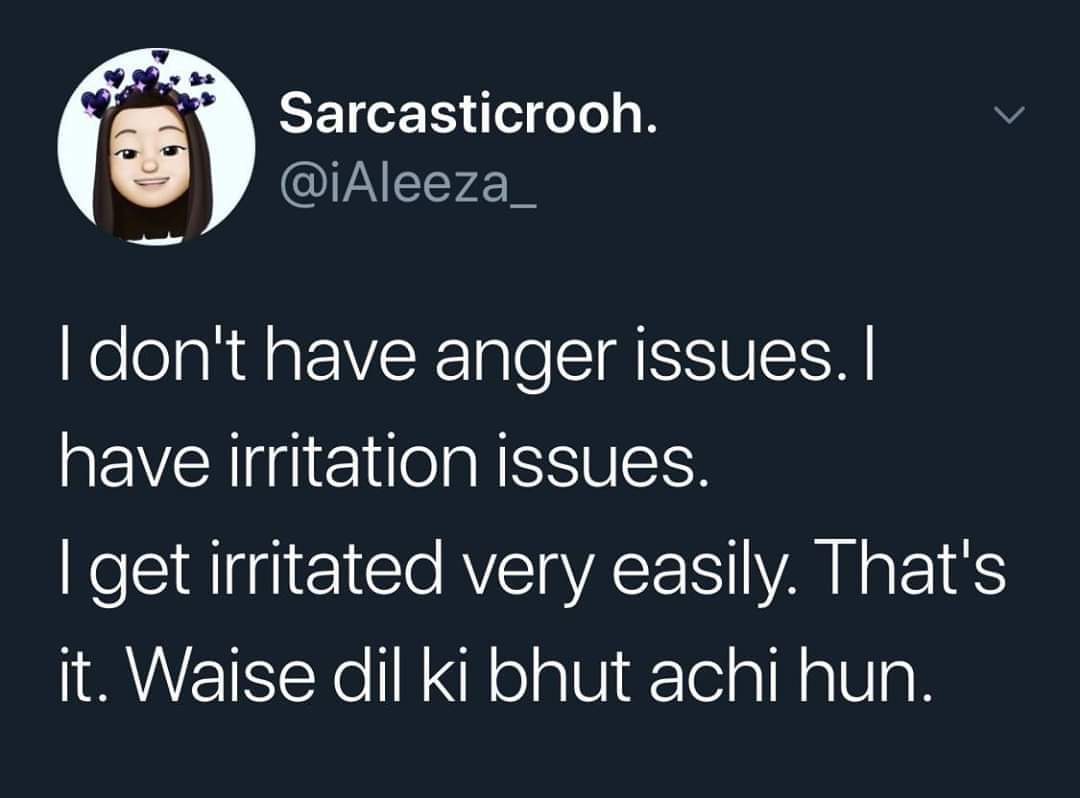 Sarcasticrooh.
@iAleeza_
I don't have anger issues. I
have irritation issues.
I get irritated very easily. That's
it. Waise dil ki bhut achi hun.